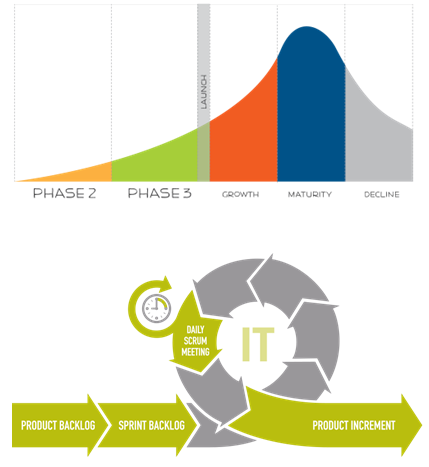 LAUNCH
PHASE 2
PHASE 3
GROWTH
MATURITY
DECLINE
DAILY
SCRUM
MEETING
IT
PRODUCT BACKLOG
SPRINT BACKLOG
PRODUCT INCREMENT